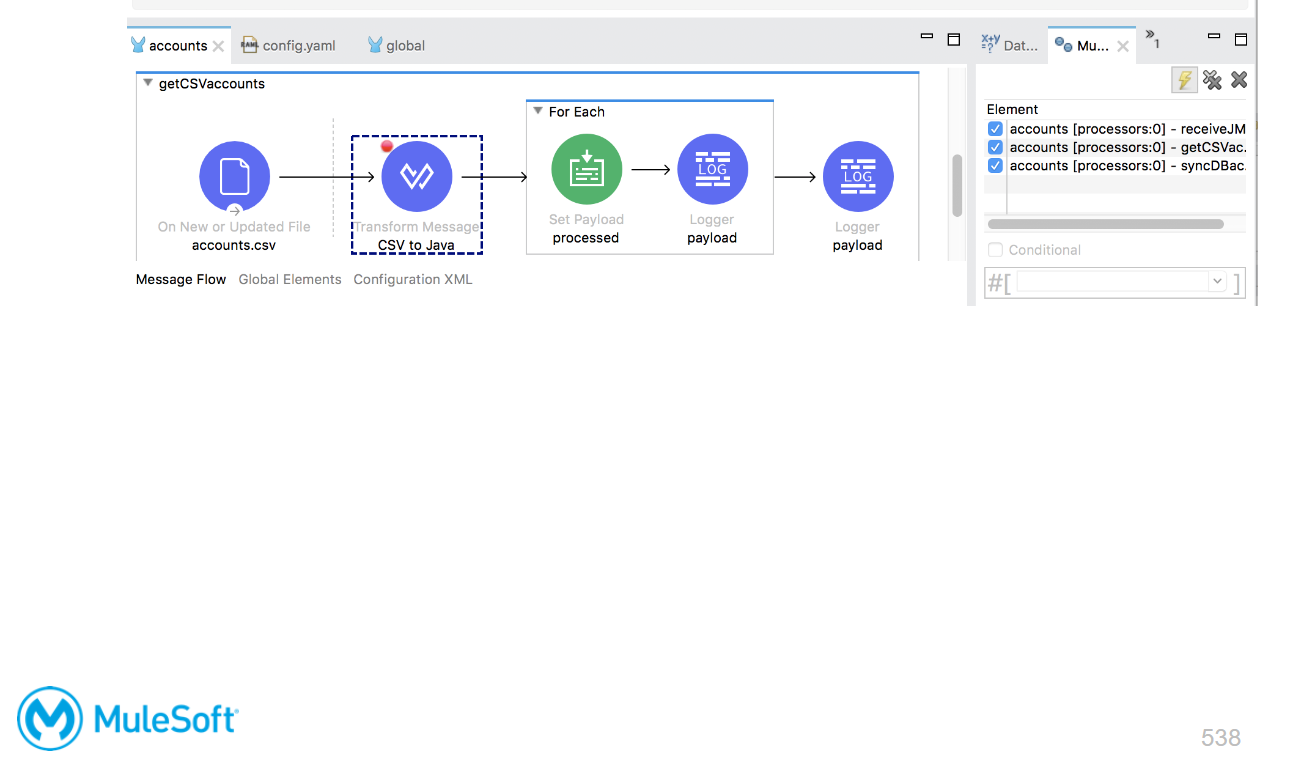 accounts config.yaml global Dat... Mu... »1
getCSVaccounts
For Each
Element
accounts [processors:0] - receiveJM
accounts [processors:0] - getCSVac.
accounts [processors:0] - syncDBac.
LOG
LOG
On New or Updated File
accounts.csv
Transform Message
CSV to Java
Set Payload
processed
Logger
payload
Logger
payload
Conditional
Message Flow Global Elements Configuration XML
#[ ]
MuleSoft
538